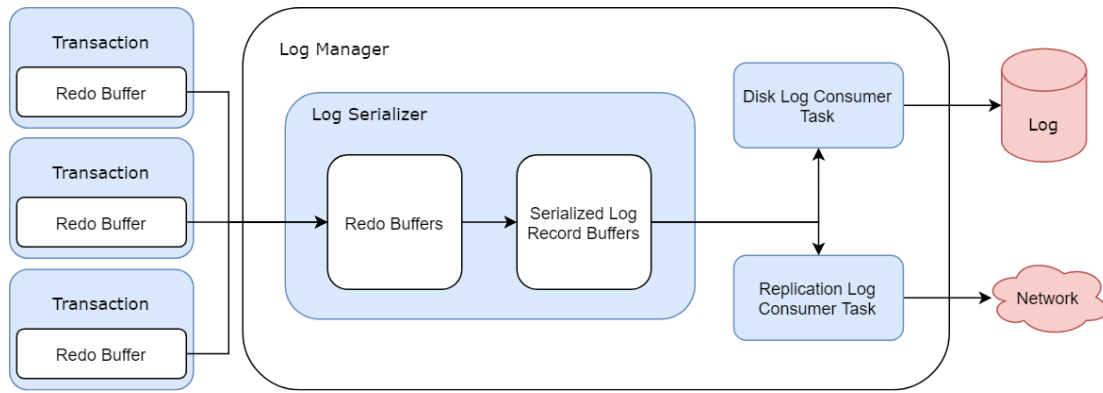 Transaction
Redo Buffer
Transaction
Redo Buffer
Transaction
Redo Buffer
Log Manager
Log Serializer
Redo Buffers
Serialized Log
Record Buffers
Disk Log Consumer
Task
Replication Log
Consumer Task
Log
Network